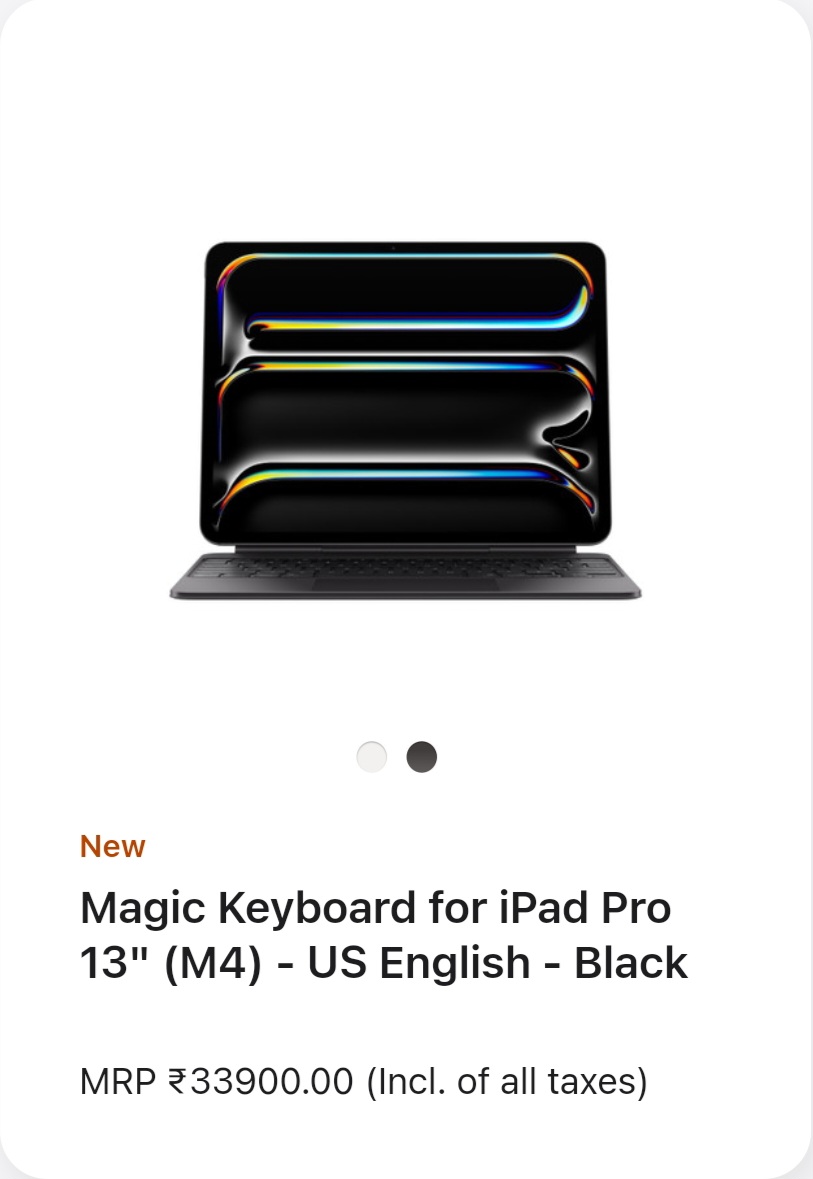 New
Magic Keyboard for iPad Pro
13" (M4) - US English - Black
MRP ₹33900.00 (Incl. of all taxes)